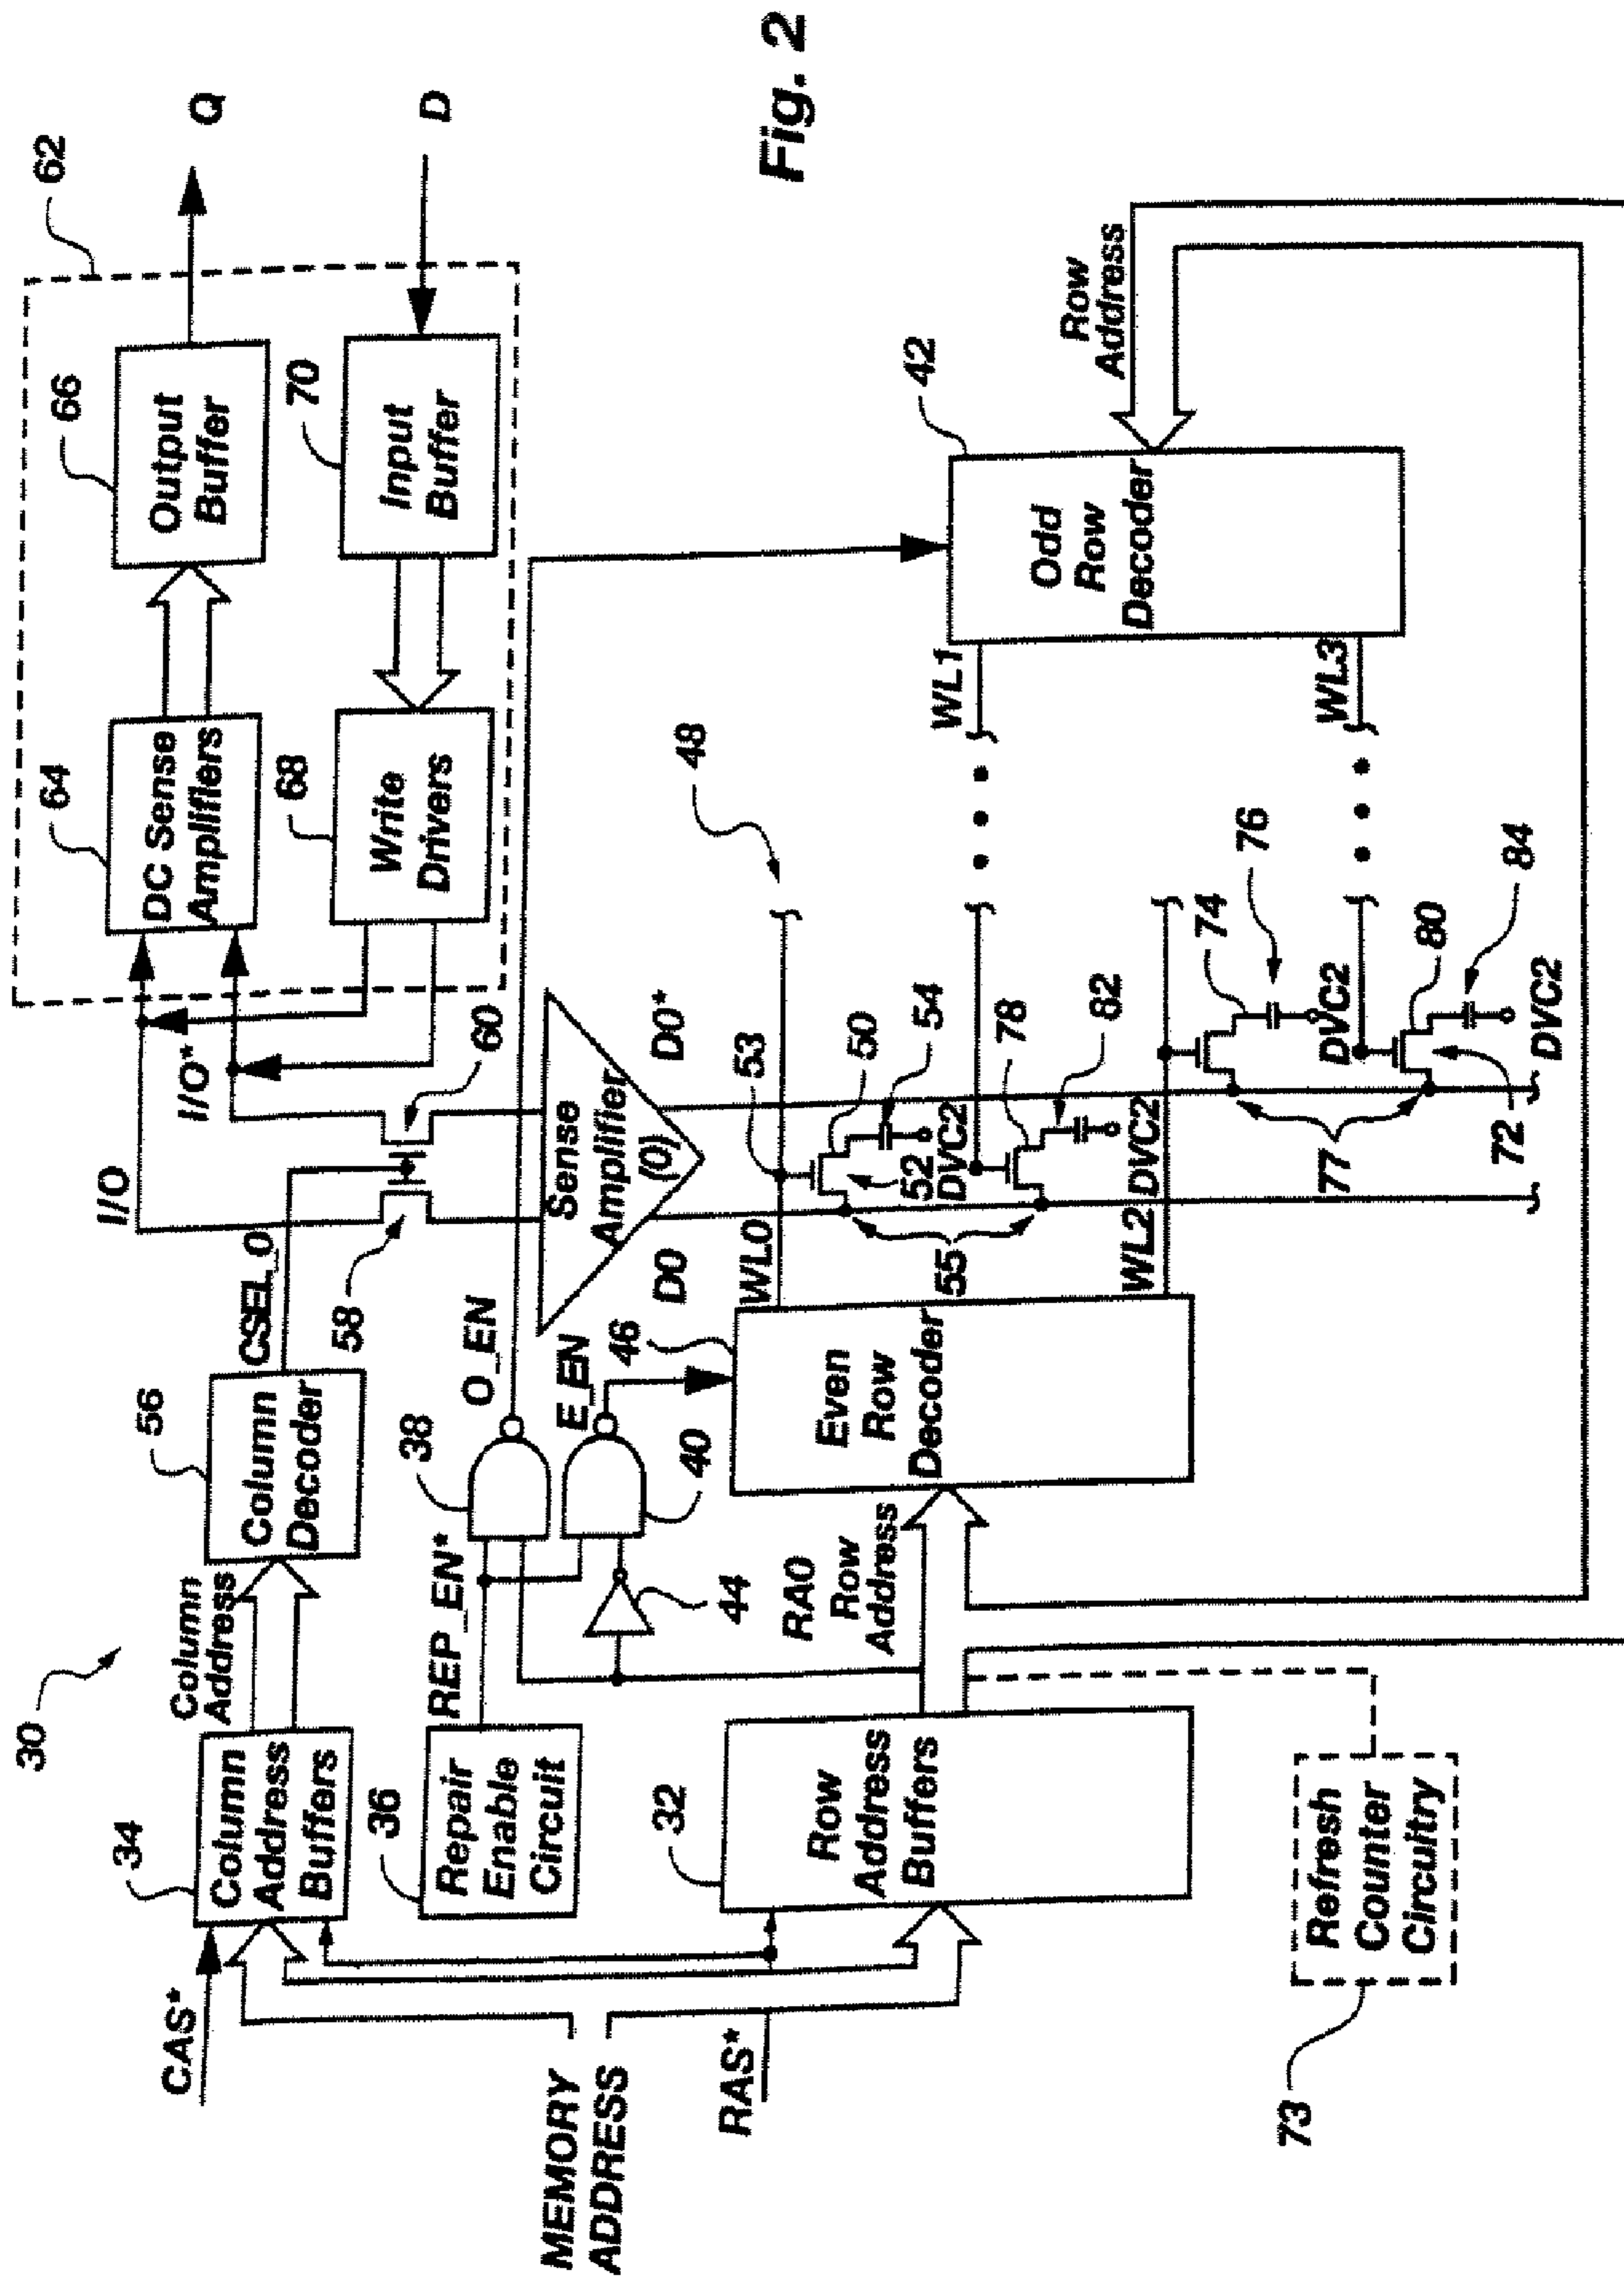 Fig. 2
30
CAS*
34
Column
Address
Buffers
Column
Address
56
Column
Decoder
CSEL_0
I/O
I/O*
58
60
62
64
DC Sense
Amplifiers
66
Output
Buffer
Q
68
Write
Drivers
70
Input
Buffer
D
36
Repair
Enable
Circuit
REP_EN*
38
O_EN
E_EN
40
44
MEMORY
ADDRESS
RAS*
32
Row
Address
Buffers
RA0
Row
Address
46
Even
Row
Decoder
Sense
Amplifier
(0)
D0
D0*
48
WL0
53
50
52
54
DVC2
55
78
82
DVC2
WL1
WL2
74
76
DVC2
77
WL3
80
84
72
DVC2
42
Odd
Row
Decoder
Row
Address
73
Refresh
Counter
Circuitry